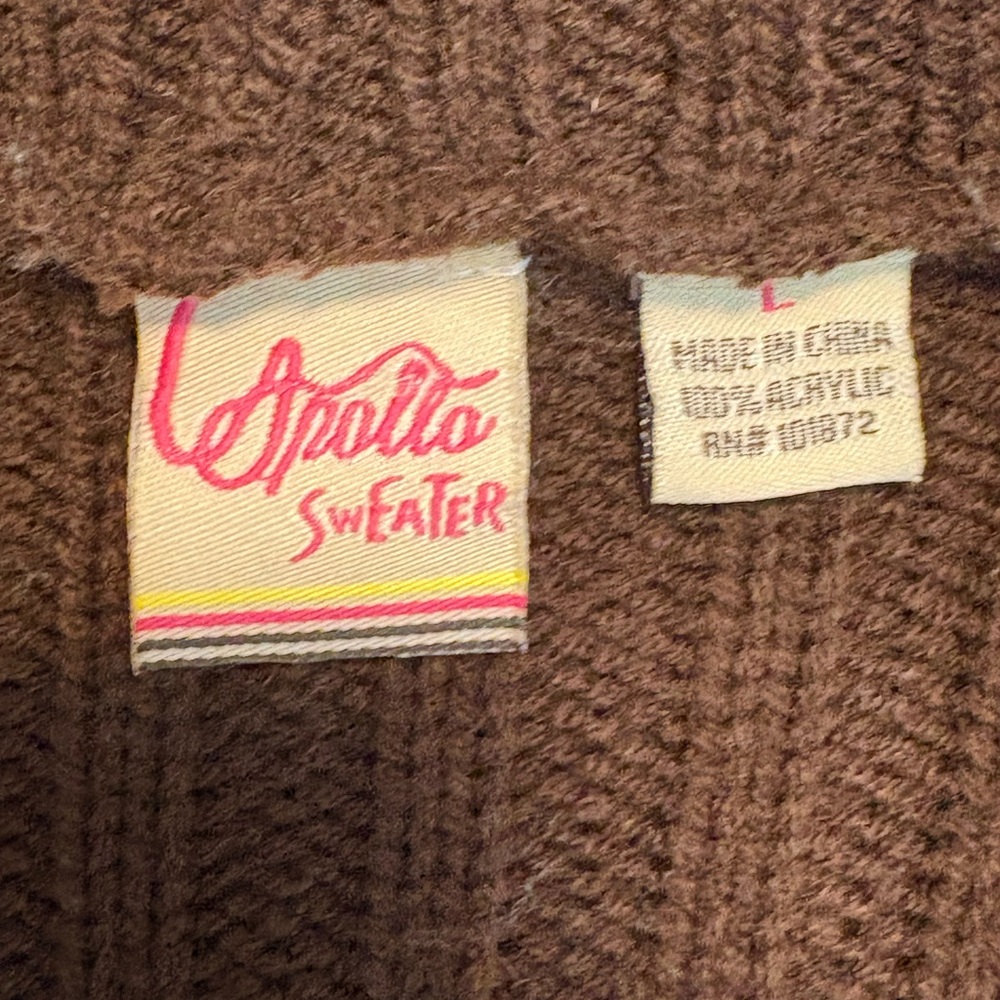 Apollo
SWEATER
L
MADE IN CHINA
100% ACRYLIC
RN# 101872